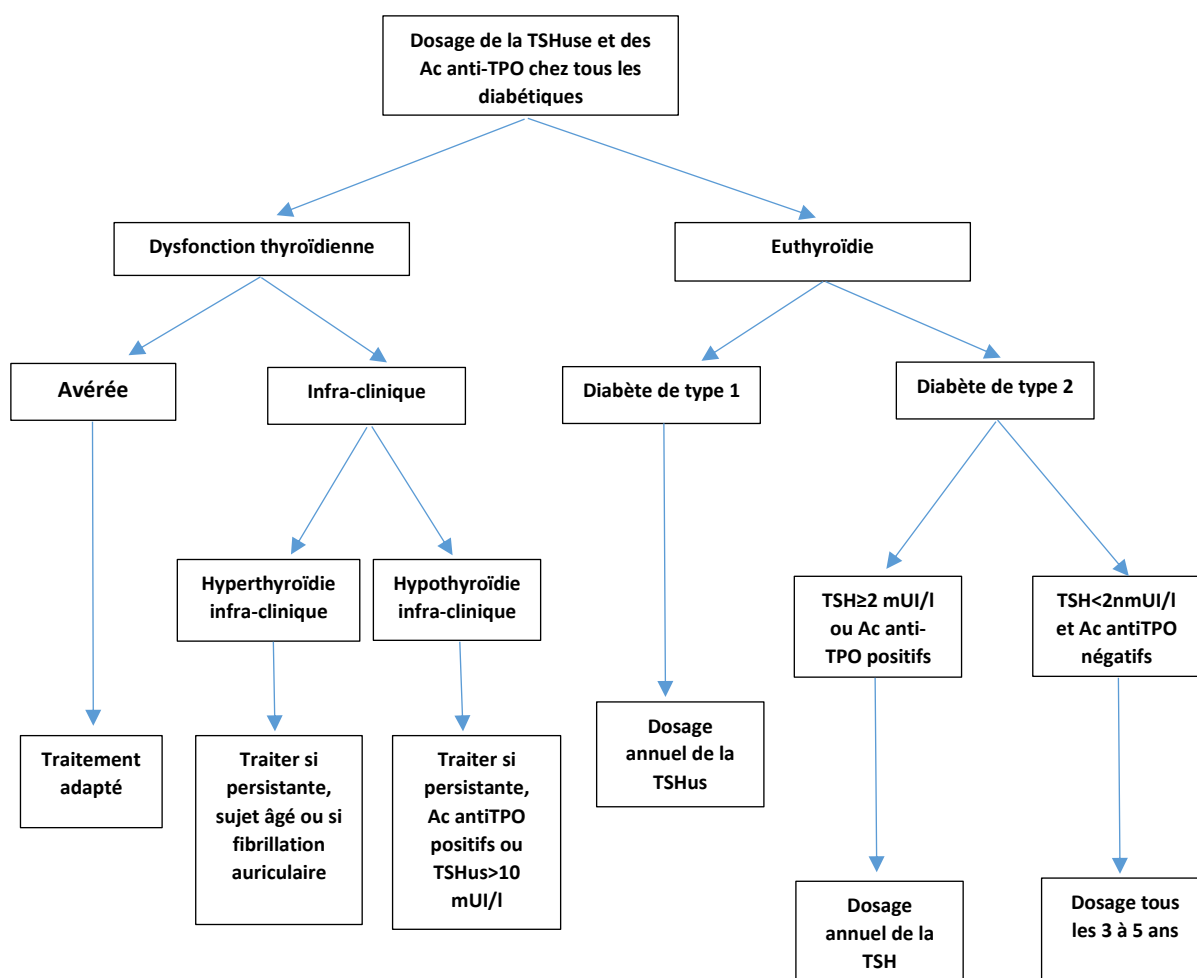 Dosage de la TSHuse et des
Ac anti-TPO chez tous les
diabétiques
Dysfonction thyroïdienne
Euthyroïdie
Avérée
Infra-clinique
Diabète de type 1
Diabète de type 2
Hyperthyroïdie
infra-clinique
Hypothyroïdie
infra-clinique
TSH≥2 mUI/l
ou Ac anti-
TPO positifs
TSH<2nmUI/l
et Ac antiTPO
négatifs
Traitement
adapté
Traiter si
persistante,
sujet âgé ou si
fibrillation
auriculaire
Traiter si
persistante,
Ac antiTPO
positifs ou
TSHus>10
mUI/l
Dosage
annuel de la
TSHus
Dosage
annuel de la
TSH
Dosage tous
les 3 à 5 ans